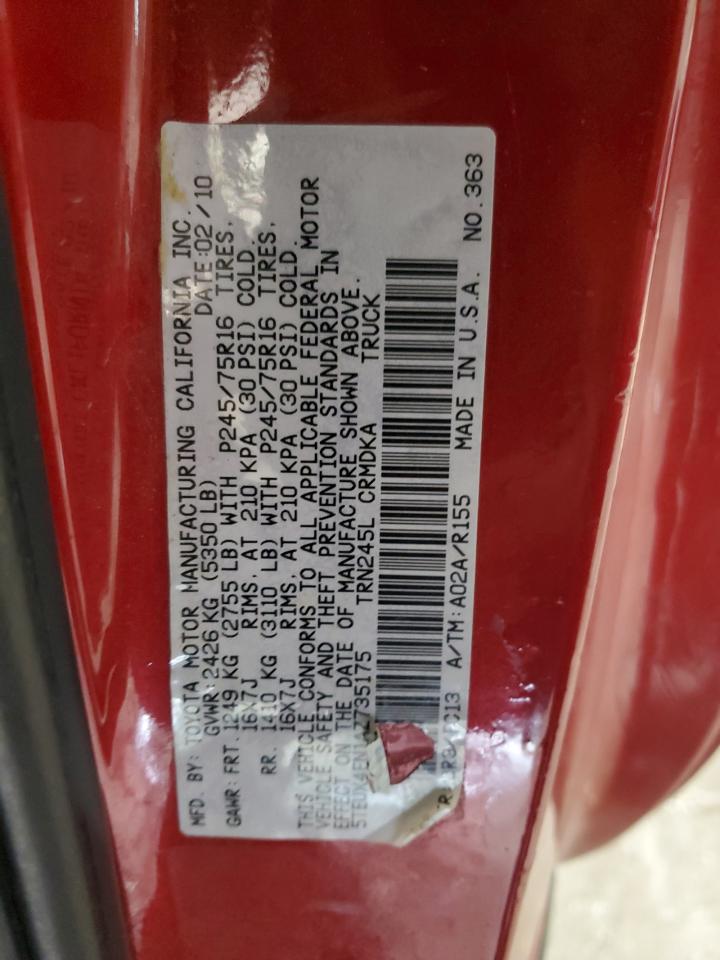 MFD. BY: TOYOTA MOTOR MANUFACTURING CALIFORNIA INC.
GVWR: 2426 KG (5350 LB) DATE: 02/10
GAWR: FRT. 1249 KG (2755 LB) WITH P245/75R16 TIRES,
16X7J RIMS, AT 210 KPA (30 PSI) COLD.
RR. 1410 KG (3110 LB) WITH P245/75R16 TIRES,
16X7J RIMS, AT 210 KPA (30 PSI) COLD.
THIS VEHICLE CONFORMS TO ALL APPLICABLE FEDERAL MOTOR
VEHICLE SAFETY AND THEFT PREVENTION STANDARDS IN
EFFECT ON THE DATE OF MANUFACTURE SHOWN ABOVE.
TRN245L CRMDKA TRUCK
A/TM: A02A/R155 MADE IN U.S.A. NO. 363